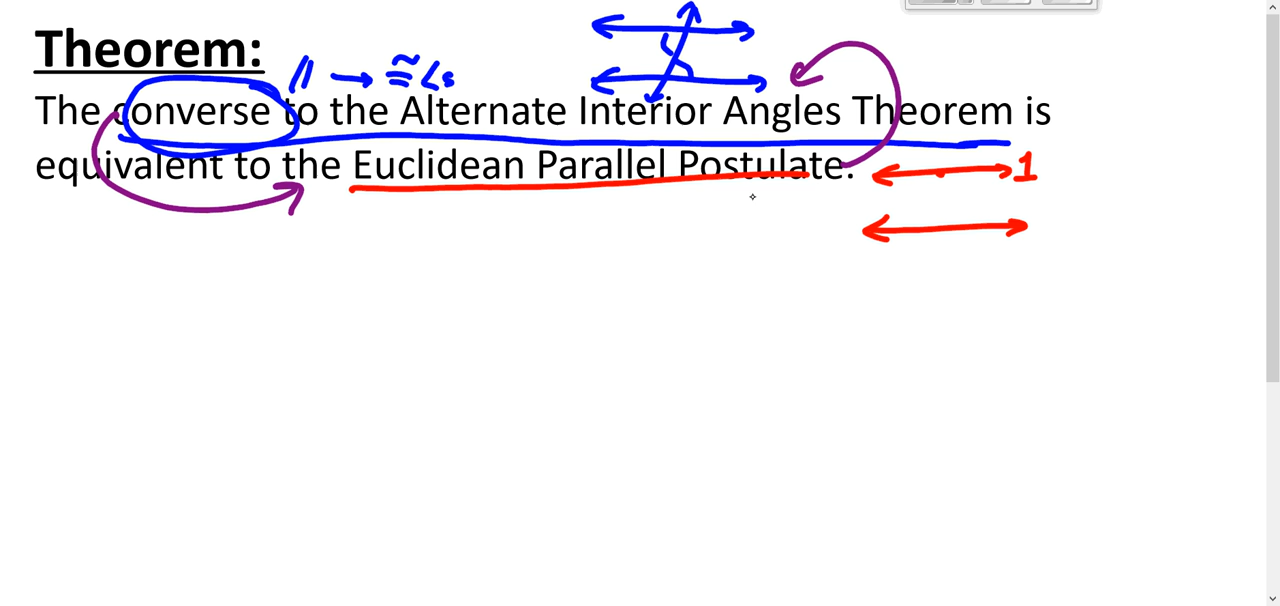 Theorem:
// → ≅ ∠s
The converse to the Alternate Interior Angles Theorem is
equivalent to the Euclidean Parallel Postulate.
1